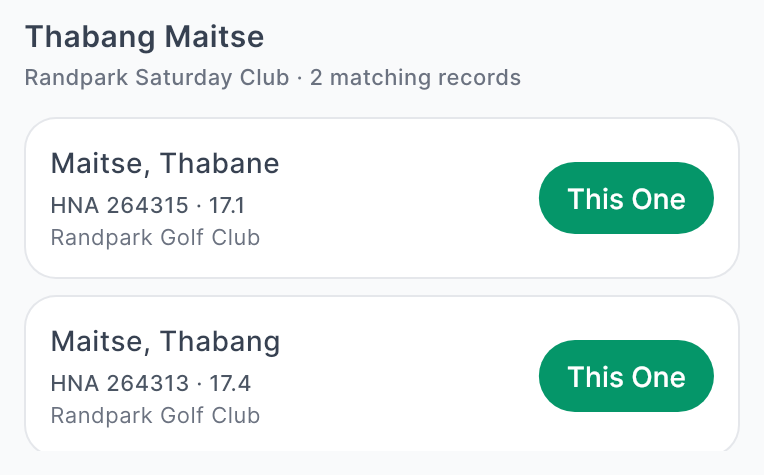 Thabang Maitse
Randpark Saturday Club · 2 matching records
Maitse, Thabane
HNA 264315 · 17.1
Randpark Golf Club
This One
Maitse, Thabang
HNA 264313 · 17.4
Randpark Golf Club
This One